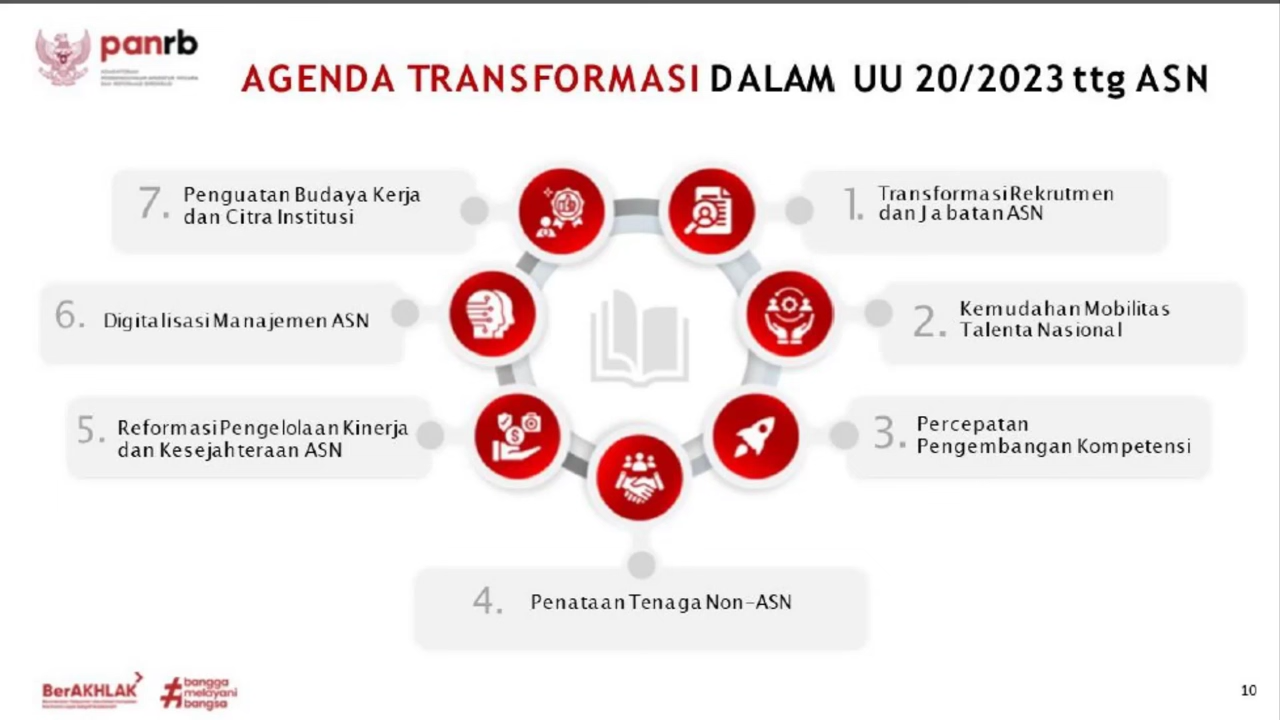 panrb
AGENDA TRANSFORMASI DALAM UU 20/2023 ttg ASN
1. Transformasi Rekrutmen
dan Jabatan ASN
2. Kemudahan Mobilitas
Talenta Nasional
3. Percepatan
Pengembangan Kompetensi
4. Penataan Tenaga Non-ASN
5. Reformasi Pengelolaan Kinerja
dan Kesejahteraan ASN
6. Digitalisasi Manajemen ASN
7. Penguatan Budaya Kerja
dan Citra Institusi
BerAKHLAK
#bangga
melayani
bangsa
10